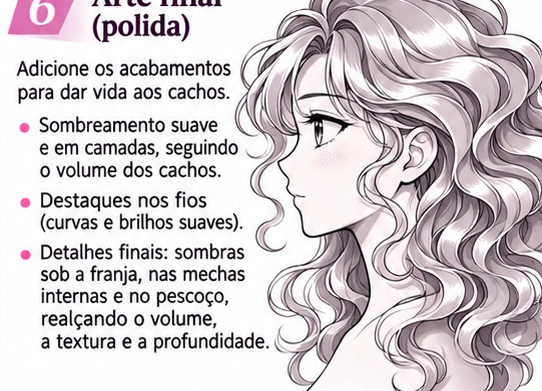 6 Arte final
(polida)
Adicione os acabamentos
para dar vida aos cachos.
Sombreamento suave
e em camadas, seguindo
o volume dos cachos.
Destaques nos fios
(curvas e brilhos suaves).
Detalhes finais: sombras
sob a franja, nas mechas
internas e no pescoço,
realçando o volume,
a textura e a profundidade.